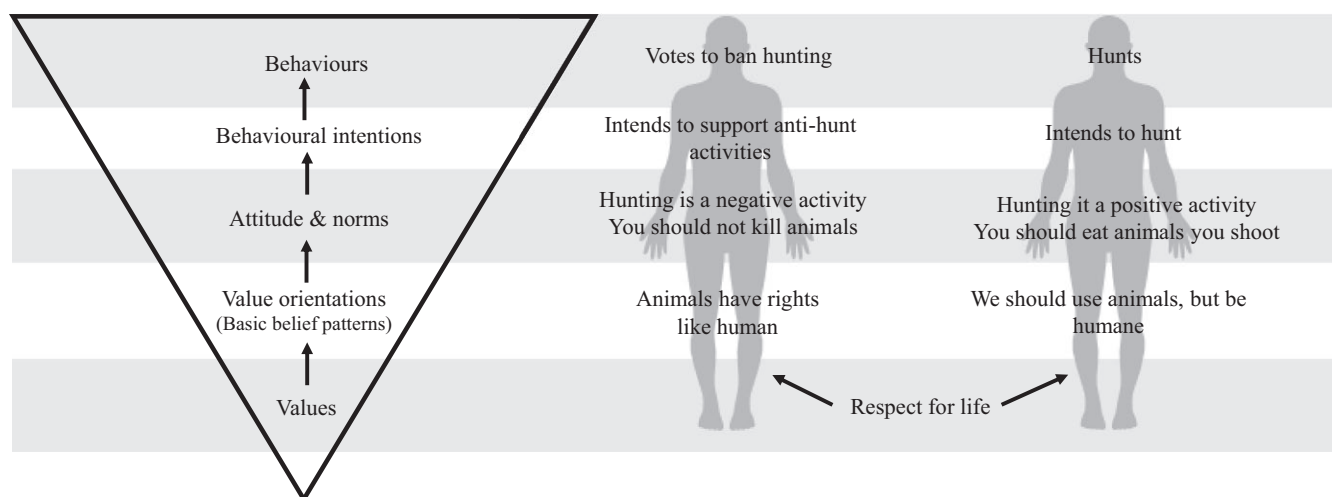 Behaviours
Votes to ban hunting
Hunts
Behavioural intentions
Intends to support anti-hunt
activities
Intends to hunt
Attitude & norms
Hunting is a negative activity
You should not kill animals
Hunting it a positive activity
You should eat animals you shoot
Value orientations
(Basic belief patterns)
Animals have rights
like human
We should use animals, but be
humane
Values
Respect for life